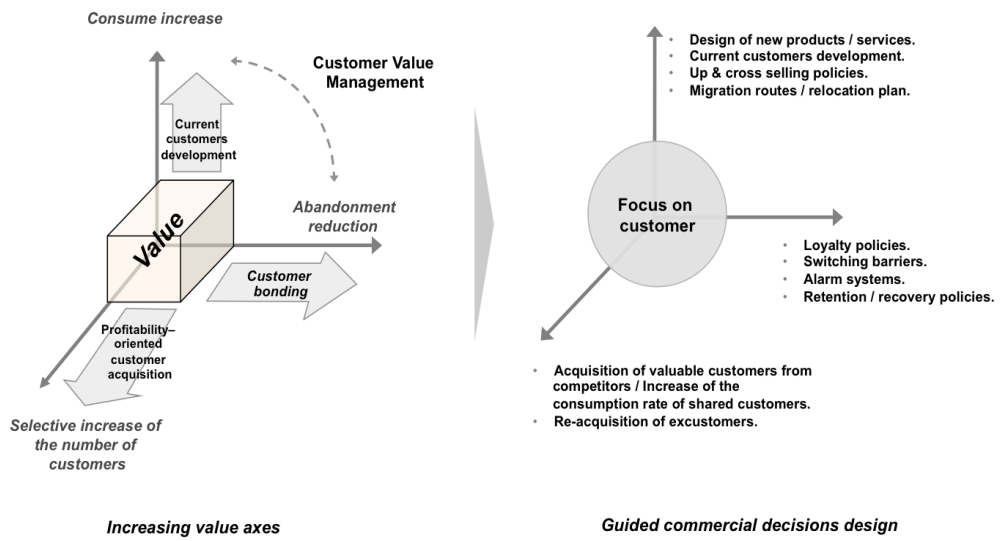 Consume increase
Customer Value
Management
Current
customers
development
Value
Abandonment
reduction
Customer
bonding
Profitability–
oriented
customer
acquisition
Selective increase of
the number of
customers
Increasing value axes
• Design of new products / services.
• Current customers development.
• Up & cross selling policies.
• Migration routes / relocation plan.
Focus on
customer
• Loyalty policies.
• Switching barriers.
• Alarm systems.
• Retention / recovery policies.
• Acquisition of valuable customers from
competitors / Increase of the
consumption rate of shared customers.
• Re-acquisition of excustomers.
Guided commercial decisions design